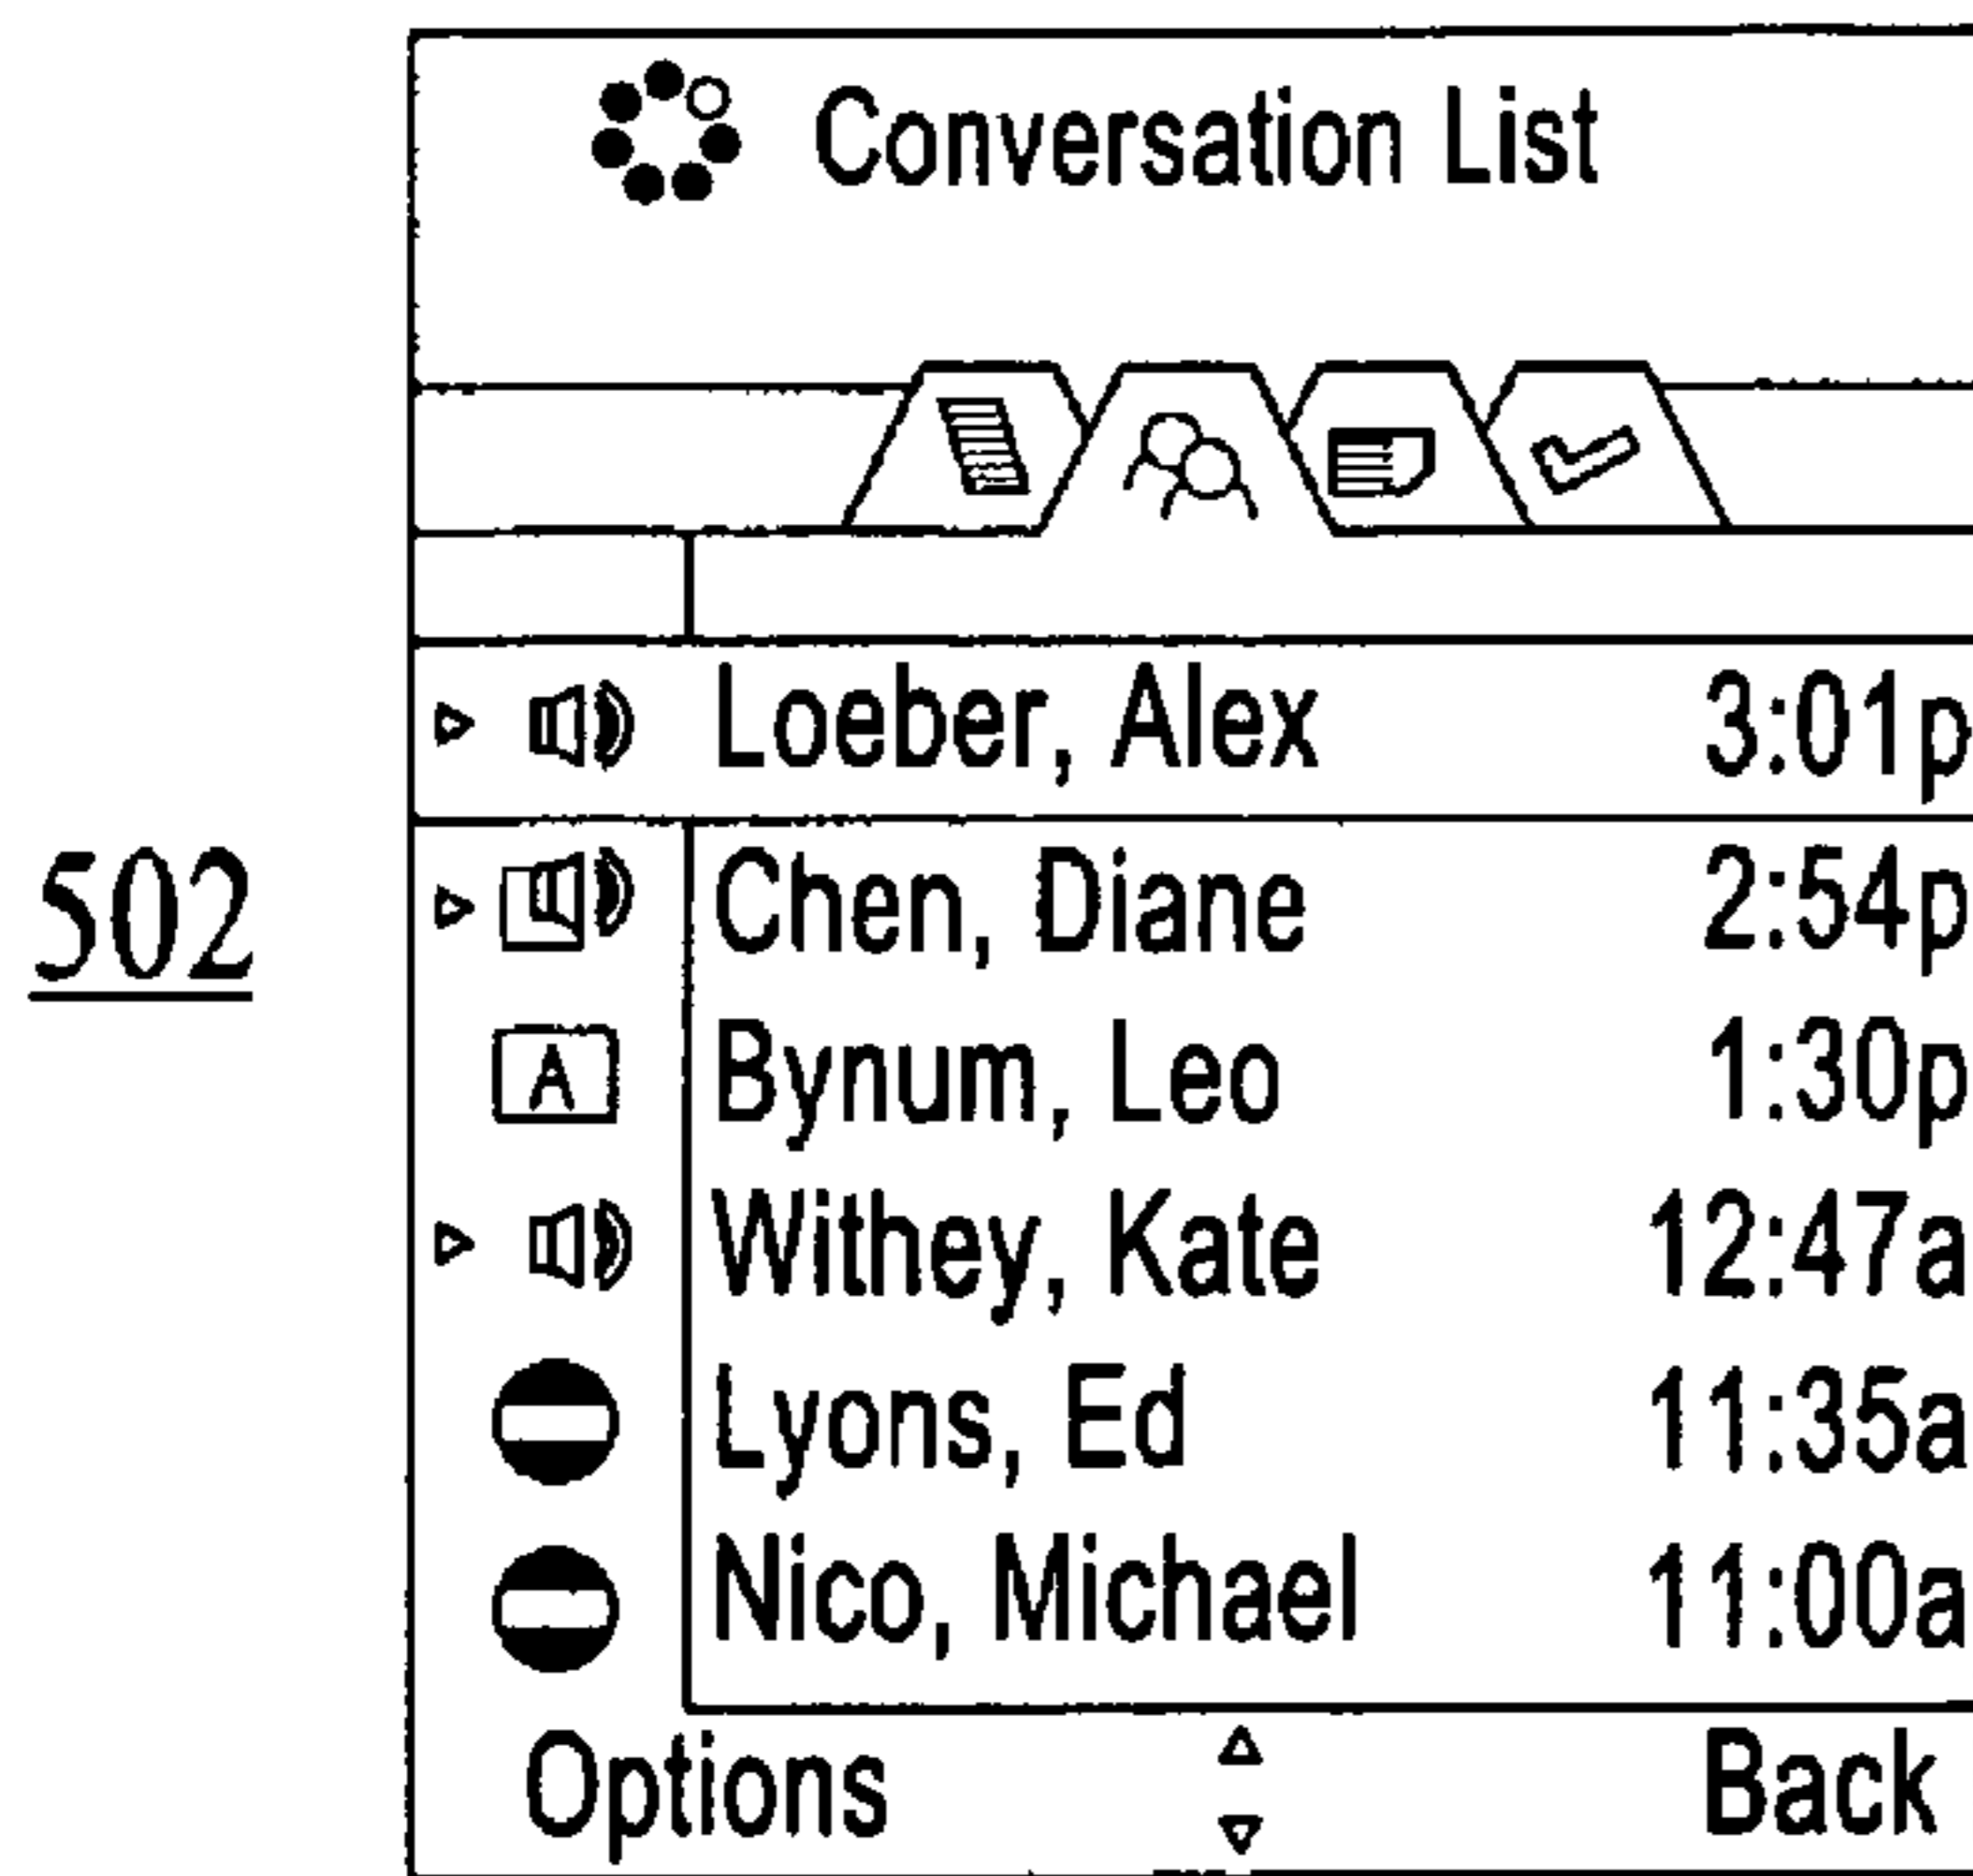 Conversation List
Loeber, Alex 3:01p
502
Chen, Diane 2:54p
A Bynum, Leo 1:30p
Withey, Kate 12:47a
Lyons, Ed 11:35a
Nico, Michael 11:00a
Options Back